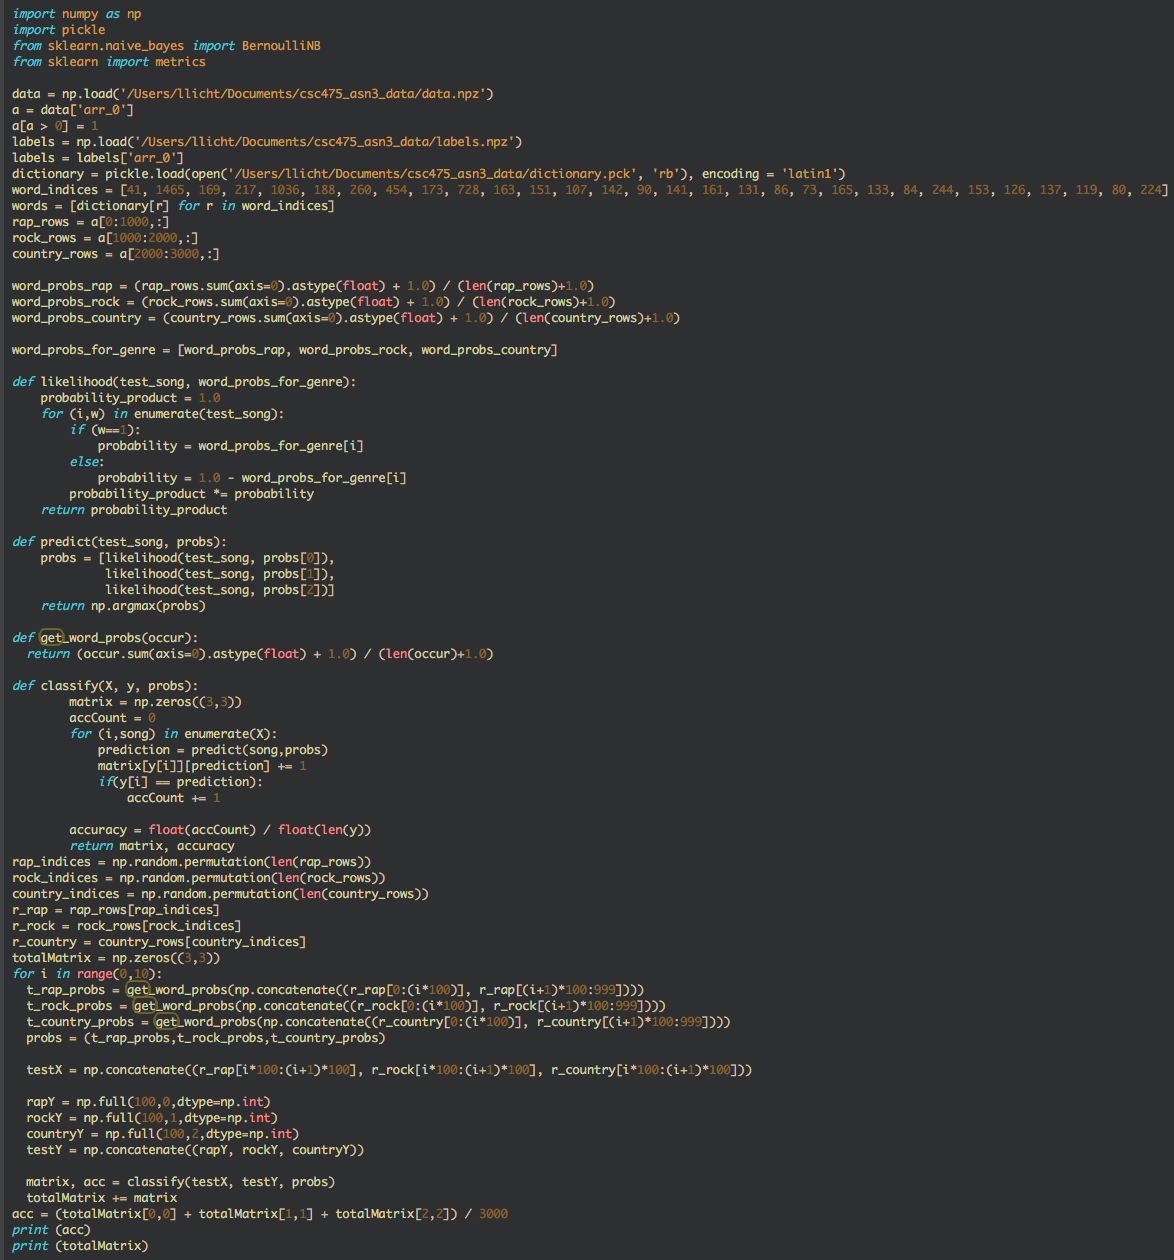 import numpy as np
import pickle
from sklearn.naive_bayes import BernoulliNB
from sklearn import metrics

data = np.load('/Users/llicht/Documents/csc475_asn3_data/data.npz')
a = data['arr_0']
a[a > 0] = 1
labels = np.load('/Users/llicht/Documents/csc475_asn3_data/labels.npz')
labels = labels['arr_0']
dictionary = pickle.load(open('/Users/llicht/Documents/csc475_asn3_data/dictionary.pck', 'rb'), encoding = 'latin1')
word_indices = [41, 1465, 169, 217, 1036, 188, 260, 454, 173, 728, 163, 151, 107, 142, 90, 141, 161, 131, 86, 73, 165, 133, 84, 244, 153, 126, 137, 119, 80, 224]
words = [dictionary[r] for r in word_indices]
rap_rows = a[0:1000,:]
rock_rows = a[1000:2000,:]
country_rows = a[2000:3000,:]

word_probs_rap = (rap_rows.sum(axis=0).astype(float) + 1.0) / (len(rap_rows)+1.0)
word_probs_rock = (rock_rows.sum(axis=0).astype(float) + 1.0) / (len(rock_rows)+1.0)
word_probs_country = (country_rows.sum(axis=0).astype(float) + 1.0) / (len(country_rows)+1.0)

word_probs_for_genre = [word_probs_rap, word_probs_rock, word_probs_country]

def likelihood(test_song, word_probs_for_genre):
    probability_product = 1.0
    for (i,w) in enumerate(test_song):
        if (w==1):
            probability = word_probs_for_genre[i]
        else:
            probability = 1.0 - word_probs_for_genre[i]
        probability_product *= probability
    return probability_product

def predict(test_song, probs):
    probs = [likelihood(test_song, probs[0]),
             likelihood(test_song, probs[1]),
             likelihood(test_song, probs[2])]
    return np.argmax(probs)

def get_word_probs(occur):
  return (occur.sum(axis=0).astype(float) + 1.0) / (len(occur)+1.0)

def classify(X, y, probs):
        matrix = np.zeros((3,3))
        accCount = 0
        for (i,song) in enumerate(X):
            prediction = predict(song,probs)
            matrix[y[i]][prediction] += 1
            if(y[i] == prediction):
                accCount += 1

        accuracy = float(accCount) / float(len(y))
        return matrix, accuracy
rap_indices = np.random.permutation(len(rap_rows))
rock_indices = np.random.permutation(len(rock_rows))
country_indices = np.random.permutation(len(country_rows))
r_rap = rap_rows[rap_indices]
r_rock = rock_rows[rock_indices]
r_country = country_rows[country_indices]
totalMatrix = np.zeros((3,3))
for i in range(0,10):
  t_rap_probs = get_word_probs(np.concatenate((r_rap[0:(i*100)], r_rap[(i+1)*100:999])))
  t_rock_probs = get_word_probs(np.concatenate((r_rock[0:(i*100)], r_rock[(i+1)*100:999])))
  t_country_probs = get_word_probs(np.concatenate((r_country[0:(i*100)], r_country[(i+1)*100:999])))
  probs = (t_rap_probs,t_rock_probs,t_country_probs)

  testX = np.concatenate((r_rap[i*100:(i+1)*100], r_rock[i*100:(i+1)*100], r_country[i*100:(i+1)*100]))

  rapY = np.full(100,0,dtype=np.int)
  rockY = np.full(100,1,dtype=np.int)
  countryY = np.full(100,2,dtype=np.int)
  testY = np.concatenate((rapY, rockY, countryY))

  matrix, acc = classify(testX, testY, probs)
  totalMatrix += matrix
acc = (totalMatrix[0,0] + totalMatrix[1,1] + totalMatrix[2,2]) / 3000
print (acc)
print (totalMatrix)